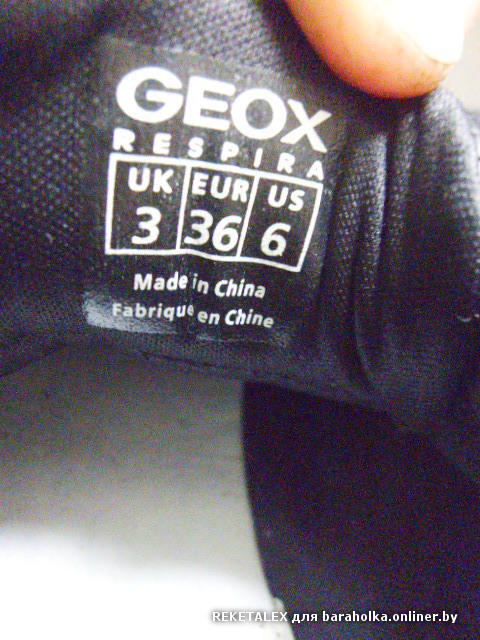 GEOX
RESPIRA
UK EUR US
3 36 6
Made in China
Fabrique en Chine
REKETALEX для baraholka.onliner.by